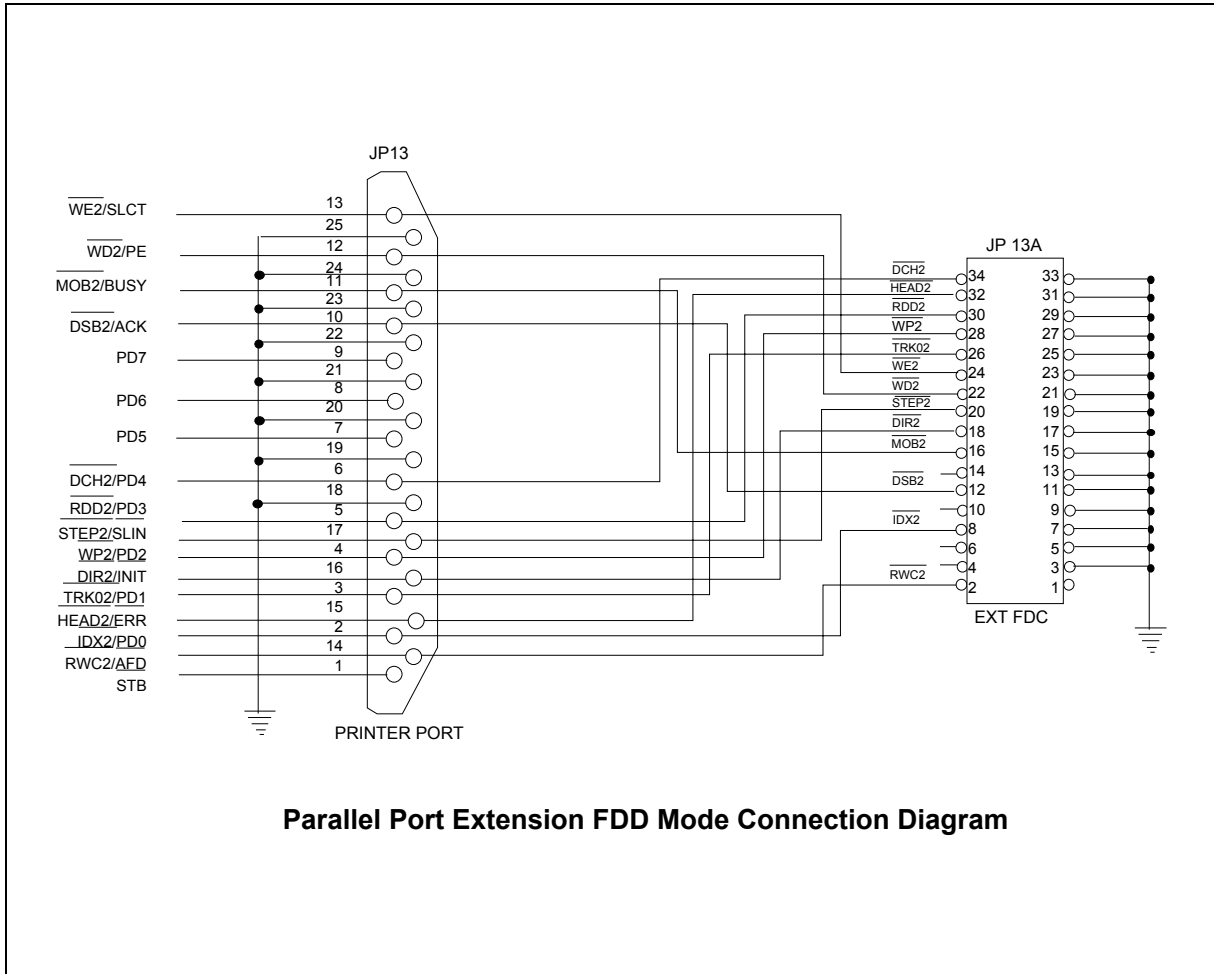 JP13
WE2/SLCT 13
25
WD2/PE 12
24
MOB2/BUSY 11
23
DSB2/ACK 10
22
PD7 9
21
PD6 8
20
PD5 7
19
DCH2/PD4 6
18
RDD2/PD3 5
STEP2/SLIN 17
WP2/PD2 4
DIR2/INIT 16
TRK02/PD1 3
HEAD2/ERR 15
IDX2/PD0 2
RWC2/AFD 14
STB 1
PRINTER PORT
JP 13A
DCH2 34 33
HEAD2 32 31
RDD2 30 29
WP2 28 27
TRK02 26 25
WE2 24 23
WD2 22 21
STEP2 20 19
DIR2 18 17
MOB2 16 15
14 13
DSB2 12 11
10 9
IDX2 8 7
6 5
4 3
RWC2 2 1
EXT FDC
Parallel Port Extension FDD Mode Connection Diagram